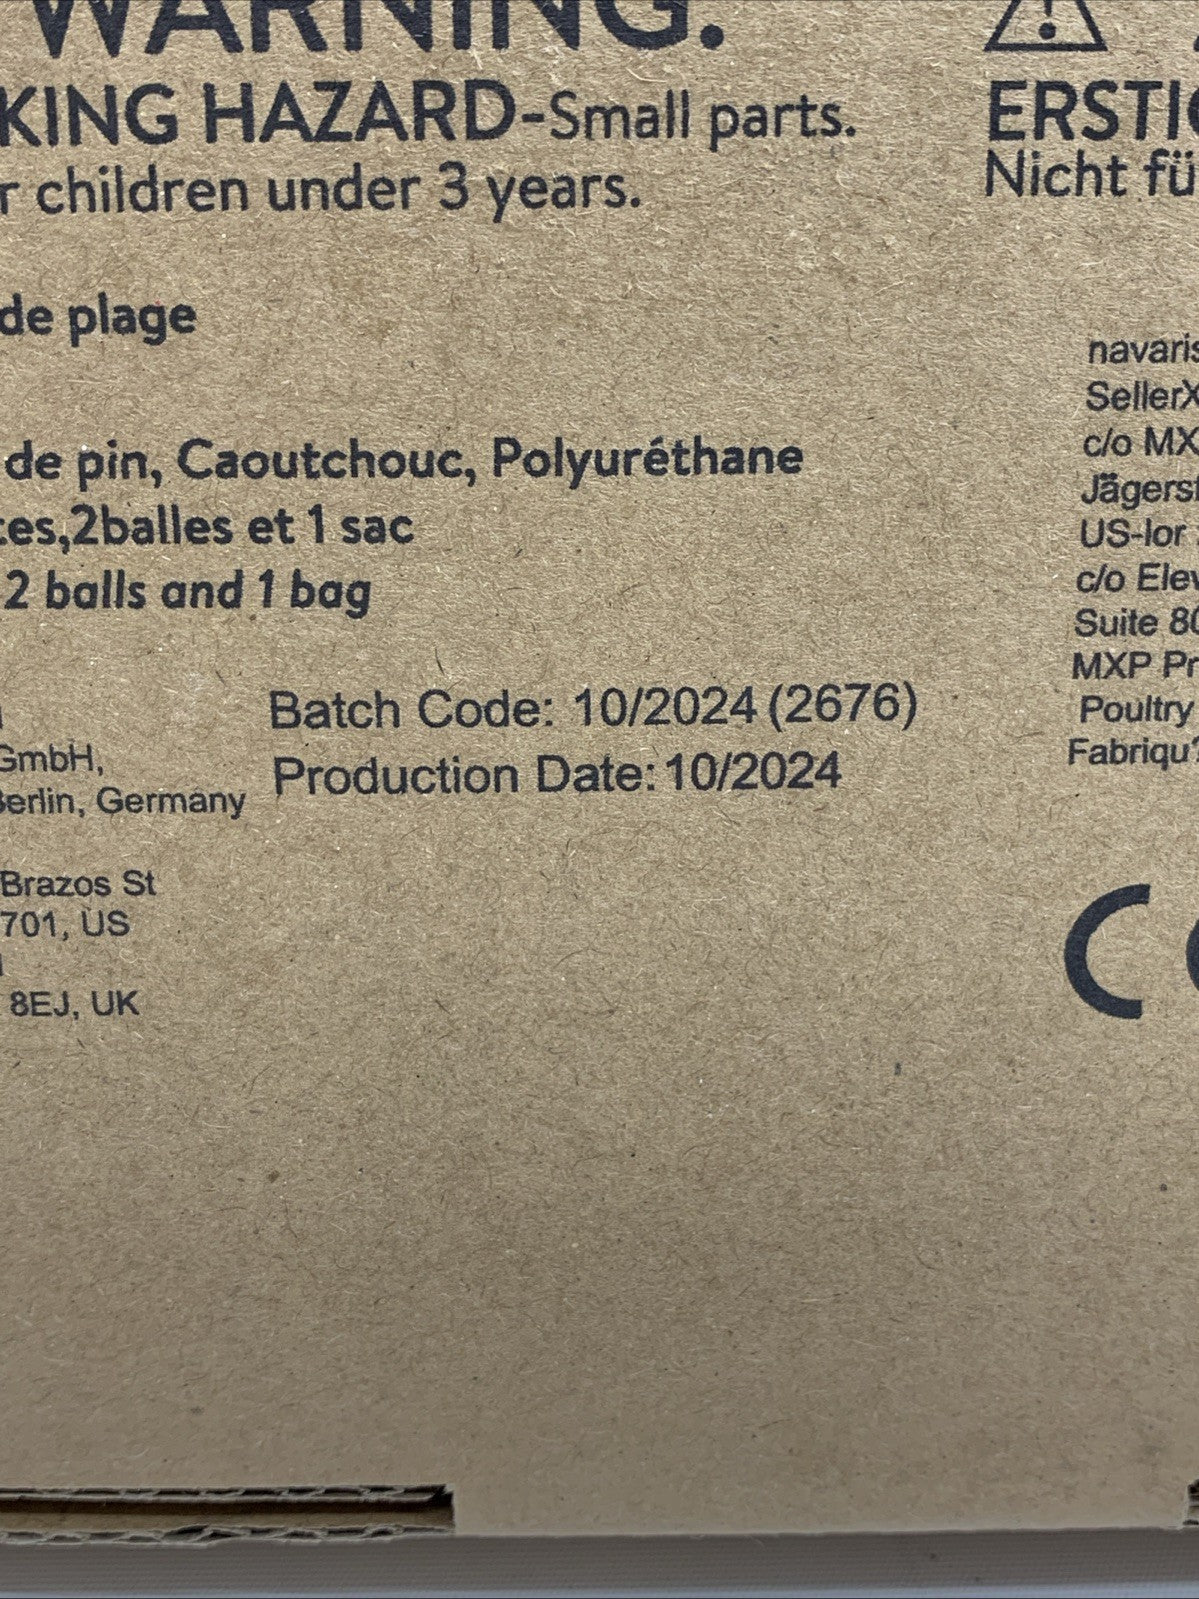 WARNING.
KING HAZARD-Small parts.
r children under 3 years.
de plage
de pin, Caoutchouc, Polyuréthane
tes,2balles et 1 sac
2 balls and 1 bag
Batch Code: 10/2024 (2676)
Production Date: 10/2024
GmbH,
Berlin, Germany
Brazos St
701, US
8EJ, UK
ERSTIC
Nicht fü
navaris
SellerX
c/o MX
Jägerst
US-lor
c/o Elev
Suite 80
MXP Pr
Poultry
Fabriqu?
CE